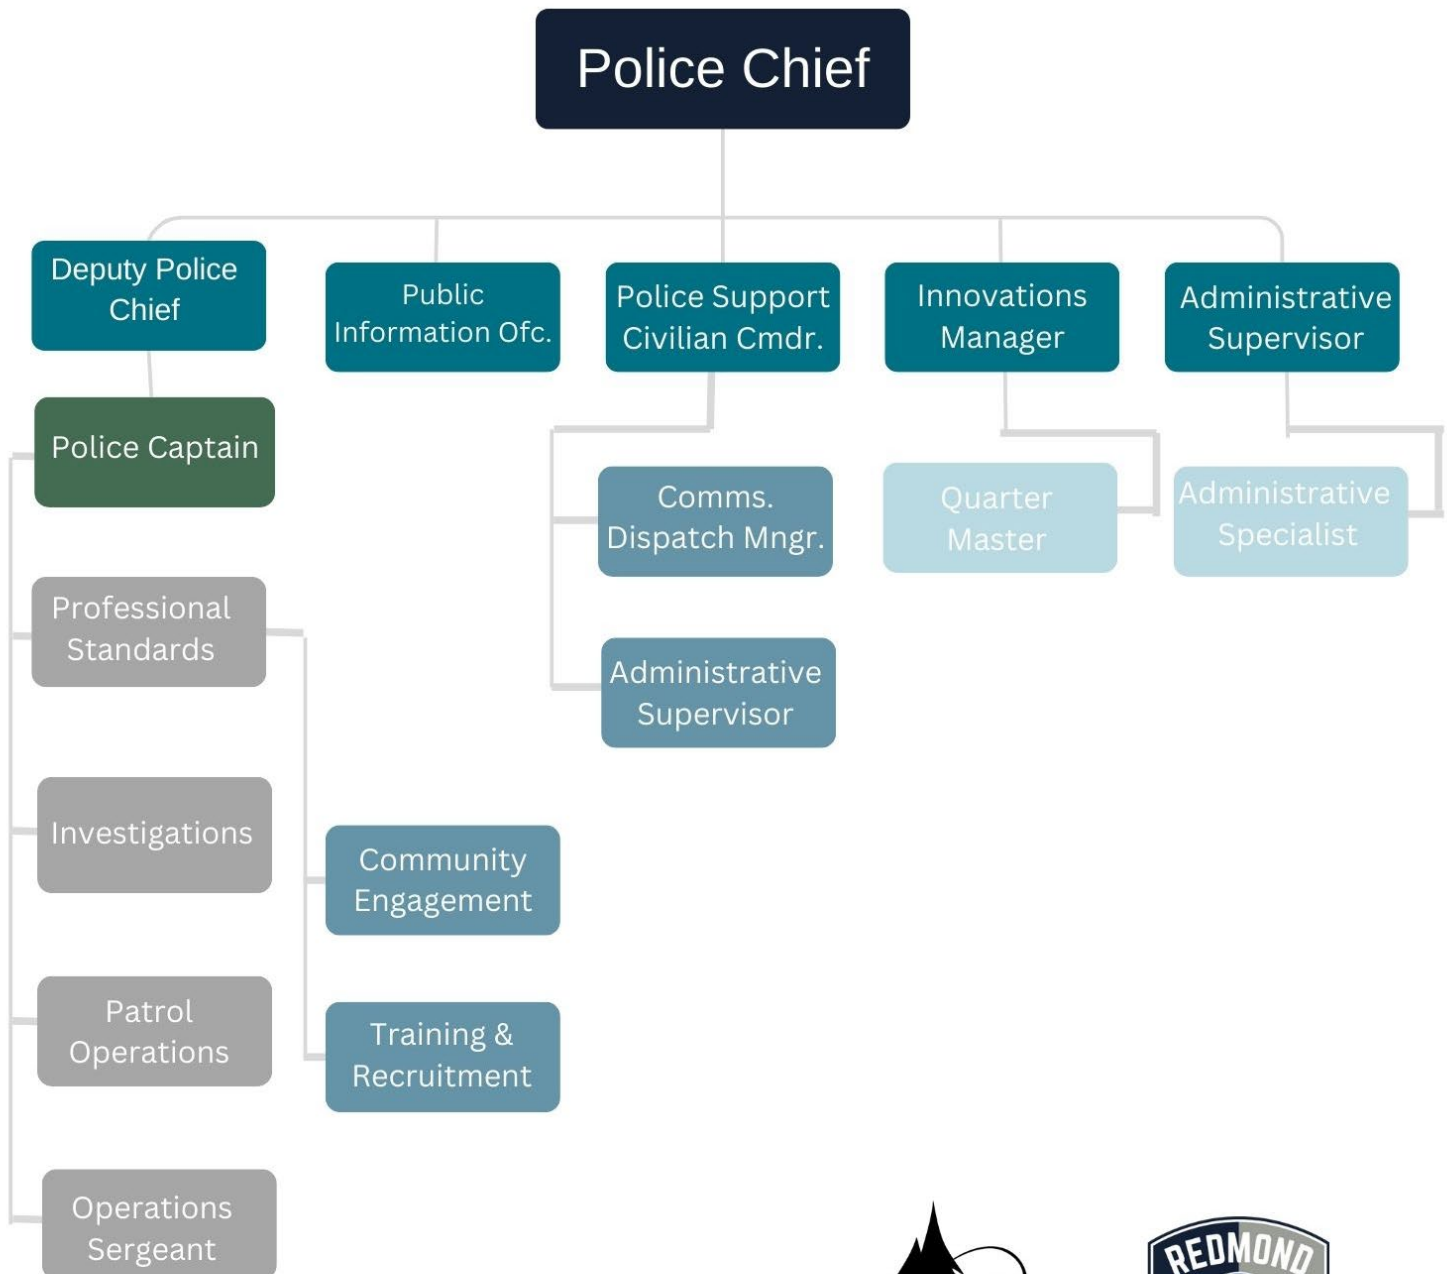 Police Chief
Deputy Police
Chief
Public
Information Ofc.
Police Support
Civilian Cmdr.
Innovations
Manager
Administrative
Supervisor
Police Captain
Comms.
Dispatch Mngr.
Quarter
Master
Administrative
Specialist
Professional
Standards
Administrative
Supervisor
Investigations
Community
Engagement
Patrol
Operations
Training &
Recruitment
Operations
Sergeant
REDMOND